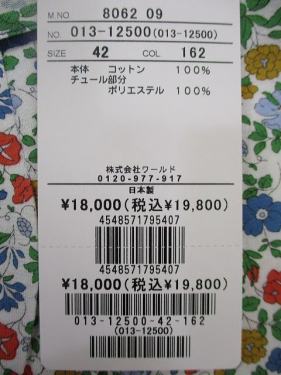 M.NO 8062 09
NO. 013-12500(013-12500)
SIZE 42 COL 162
本体 コットン 100%
チュール部分
ポリエステル 100%
株式会社ワールド
0120-977-917
日本製
¥18,000(税込¥19,800)
4548571795407
4548571795407
¥18,000(税込¥19,800)
013-12500-42-162
(013-12500)